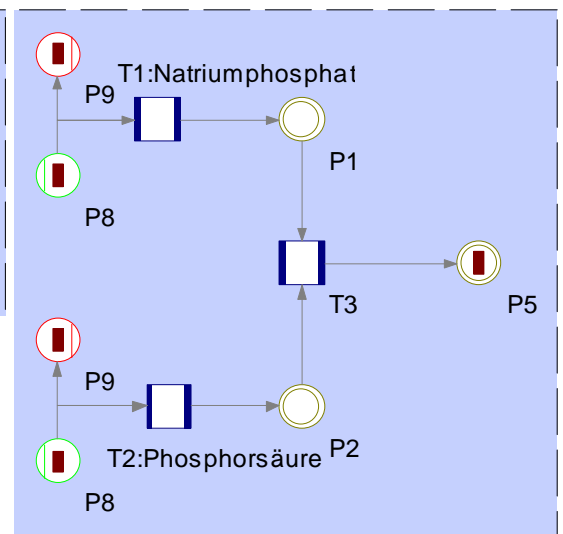 T1:Natriumphosphat
P9
P1
P8
T3
P5
P9
P2
T2:Phosphorsäure
P8